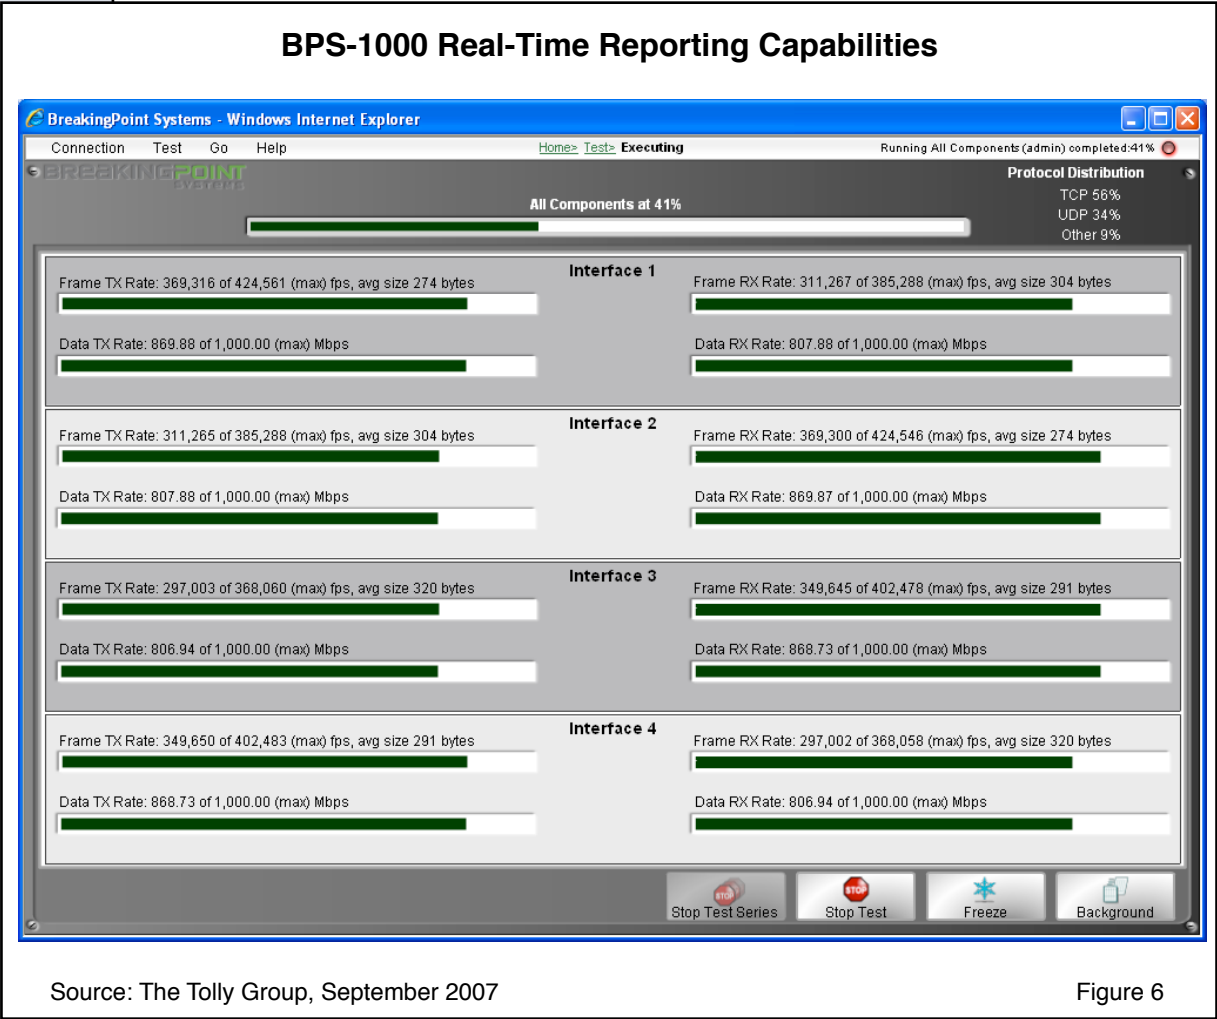 BPS-1000 Real-Time Reporting Capabilities
BreakingPoint Systems - Windows Internet Explorer
Connection Test Go Help Home> Test> Executing Running All Components (admin) completed:41%
BREAKINGPOINT
SYSTEMS
Protocol Distribution
TCP 56%
UDP 34%
Other 9%
All Components at 41%
Interface 1
Frame TX Rate: 369,316 of 424,561 (max) fps, avg size 274 bytes
Frame RX Rate: 311,267 of 385,288 (max) fps, avg size 304 bytes
Data TX Rate: 869.88 of 1,000.00 (max) Mbps
Data RX Rate: 807.88 of 1,000.00 (max) Mbps
Interface 2
Frame TX Rate: 311,265 of 385,288 (max) fps, avg size 304 bytes
Frame RX Rate: 369,300 of 424,546 (max) fps, avg size 274 bytes
Data TX Rate: 807.88 of 1,000.00 (max) Mbps
Data RX Rate: 869.87 of 1,000.00 (max) Mbps
Interface 3
Frame TX Rate: 297,003 of 368,060 (max) fps, avg size 320 bytes
Frame RX Rate: 349,645 of 402,478 (max) fps, avg size 291 bytes
Data TX Rate: 806.94 of 1,000.00 (max) Mbps
Data RX Rate: 868.73 of 1,000.00 (max) Mbps
Interface 4
Frame TX Rate: 349,650 of 402,483 (max) fps, avg size 291 bytes
Frame RX Rate: 297,002 of 368,058 (max) fps, avg size 320 bytes
Data TX Rate: 868.73 of 1,000.00 (max) Mbps
Data RX Rate: 806.94 of 1,000.00 (max) Mbps
STOP STOP
Stop Test Series Stop Test Freeze Background
Source: The Tolly Group, September 2007 Figure 6